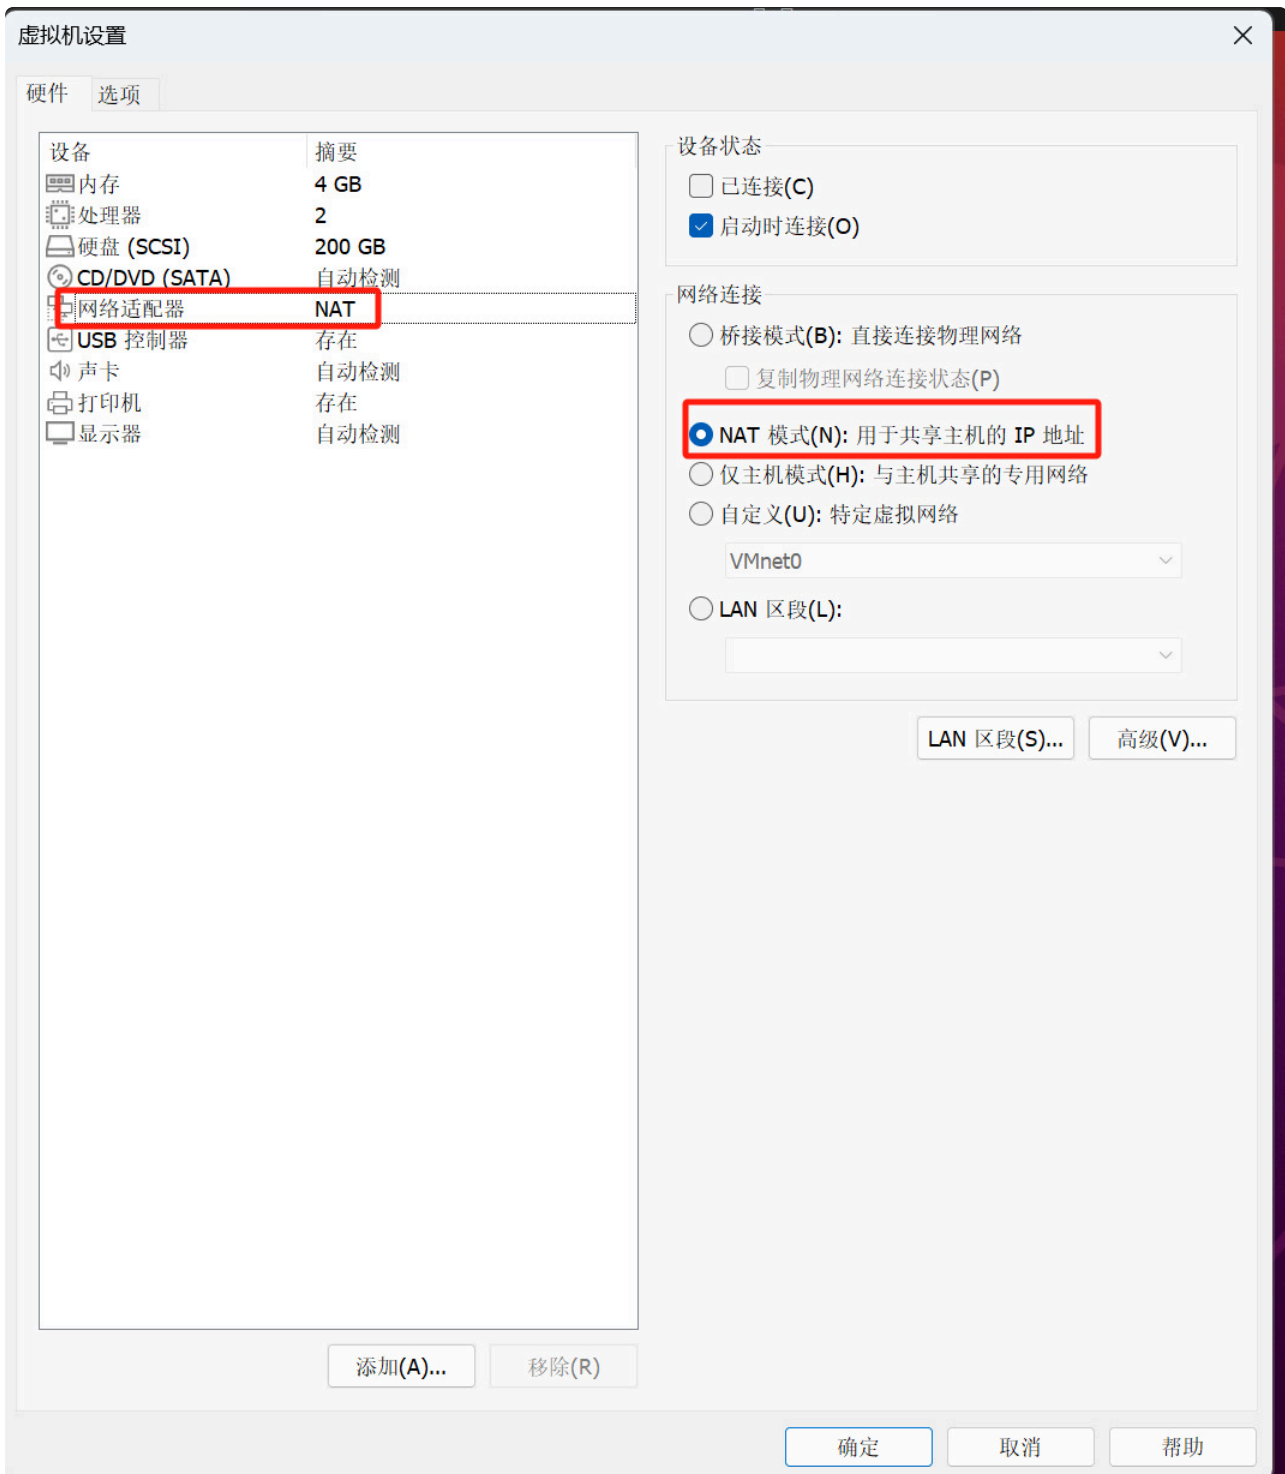 虚拟机设置
硬件 选项
设备 摘要
内存 4 GB
处理器 2
硬盘 (SCSI) 200 GB
CD/DVD (SATA) 自动检测
网络适配器 NAT
USB 控制器 存在
声卡 自动检测
打印机 存在
显示器 自动检测
添加(A)... 移除(R)
设备状态
已连接(C)
启动时连接(O)
网络连接
桥接模式(B): 直接连接物理网络
复制物理网络连接状态(P)
NAT 模式(N): 用于共享主机的 IP 地址
仅主机模式(H): 与主机共享的专用网络
自定义(U): 特定虚拟网络
VMnet0
LAN 区段(L):
LAN 区段(S)... 高级(V)...
确定 取消 帮助